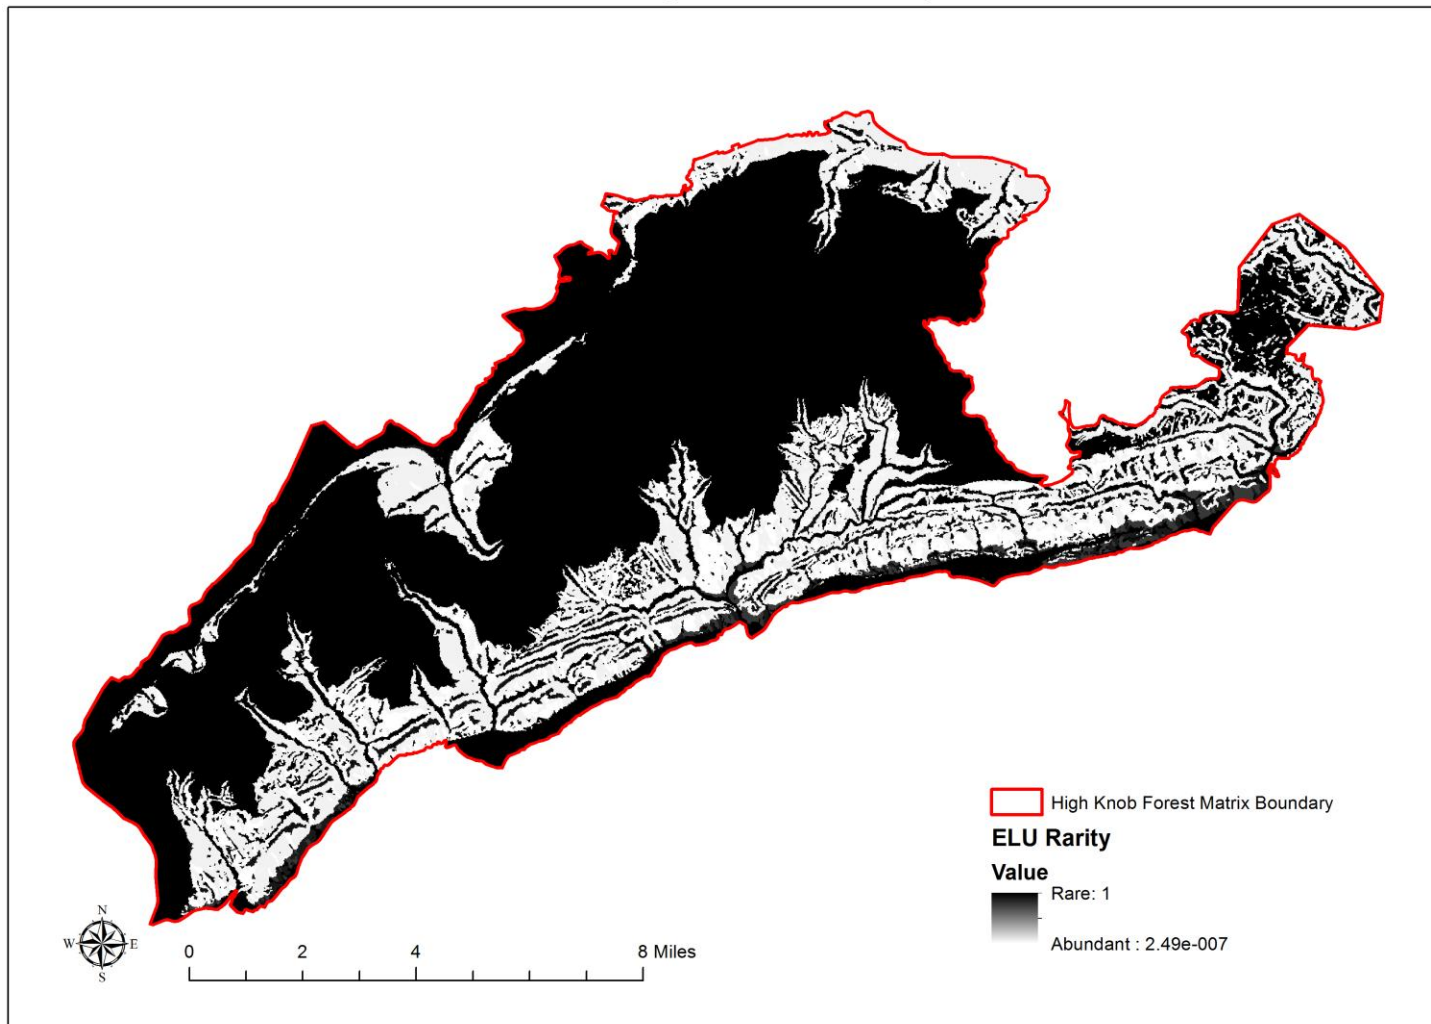 High Knob Forest Matrix Boundary
ELU Rarity
Value
Rare: 1
Abundant : 2.49e-007
N
W E
S
0 2 4 8 Miles